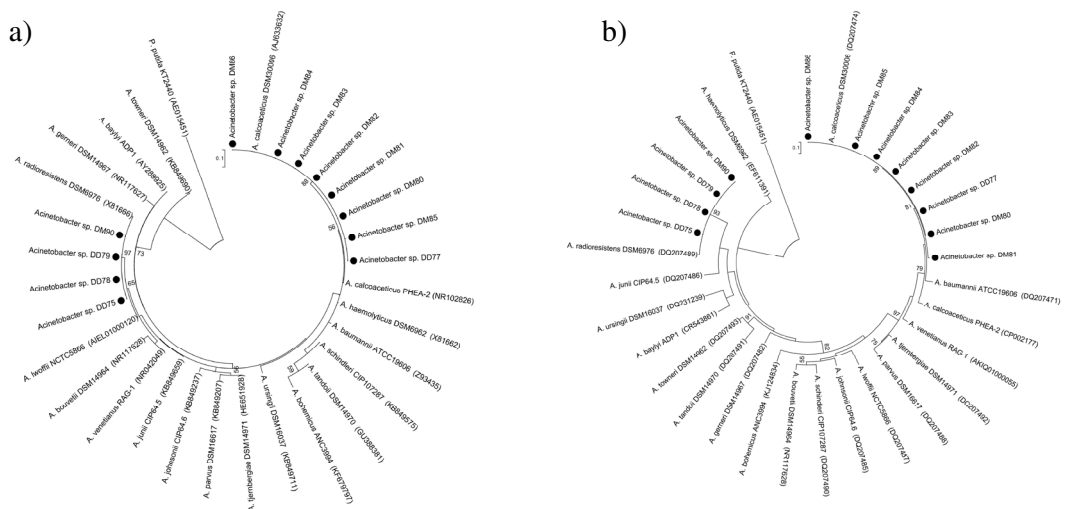 a)
Acinetobacter sp. DM86
A. calcoaceticus DSM30006 (AJ633632)
Acinetobacter sp. DM84
Acinetobacter sp. DM83
Acinetobacter sp. DM82
Acinetobacter sp. DM81
Acinetobacter sp. DM80
Acinetobacter sp. DM85
Acinetobacter sp. DD77
A. calcoaceticus PHEA-2 (NR102826)
A. haemolyticus DSM6962 (X81662)
A. baumannii ATCC19606 (Z93435)
A. schindleri CIP107287 (KB849575)
A. tandoii DSM14970 (GU388381)
A. bohemicus ANC3994 (KF679797)
A. ursingi DSM16037 (KB849711)
A. tjernbergiae DSM14971 (HE651928)
A. parvus DSM16617 (KB849207)
A. johnsonii CIP64.6 (KB849237)
A. junii CIP64.5 (KB849659)
A. venetianus RAG-1 (NR042049)
A. bouvetii DSM14964 (NR117628)
A. lwoffii NCTC5866 (AIEL01000120)
Acinetobacter sp. DD75
Acinetobacter sp. DD78
Acinetobacter sp. DD79
Acinetobacter sp. DM90
A. radioresistens DSM6976 (X81666)
A. gerneri DSM14967 (NR117627)
A. baylyi ADP1 (AY288925)
A. towneri DSM14962 (KB849690)
P. putida KT2440 (AE015451)
0.1
88
56
97
73
65
56
59
b)
Acinetobacter sp. DM86
A. calcoaceticus DSM30006 (DQ207474)
Acinetobacter sp. DM85
Acinetobacter sp. DM84
Acinetobacter sp. DM83
Acinetobacter sp. DM82
Acinetobacter sp. DD77
Acinetobacter sp. DM80
Acinetobacter sp. DM81
A. baumannii ATCC19606 (DQ207471)
A. calcoaceticus PHEA-2 (CP002177)
A. venetianus RAG-1 (AKIQ01000055)
A. tjernbergiae DSM14971 (DQ207492)
A. parvus DSM16617 (DQ207488)
A. lwoffii NCTC5866 (DQ207487)
A. johnsonii CIP64.6 (DQ207485)
A. schindleri CIP107287 (DQ207490)
A. bouvetii DSM14964 (NR117628)
A. bohemicus ANC3994 (KJ124834)
A. gerneri DSM14967 (DQ207482)
A. tandoii DSM14970 (DQ207491)
A. towneri DSM14962 (DQ207493)
A. baylyi ADP1 (CR543861)
A. ursingii DSM16037 (DQ231239)
A. junii CIP64.5 (DQ207486)
A. radioresistens DSM6976 (DQ207489)
Acinetobacter sp. DD75
Acinetobacter sp. DD78
Acinetobacter sp. DD79
Acinetobacter sp. DM90
A. haemolyticus DSM6962 (EF611391)
P. putida KT2440 (AE015451)
0.1
89
81
79
97
75
82
55
91
93